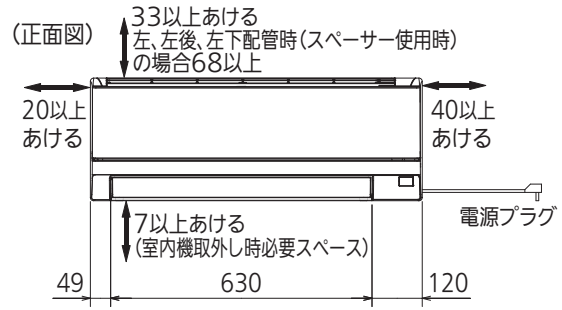 (正面図)
33以上あける
左、左後、左下配管時(スペーサー使用時)
の場合68以上
20以上
あける
40以上
あける
電源プラグ
7以上あける
(室内機取外し時必要スペース)
49 630 120